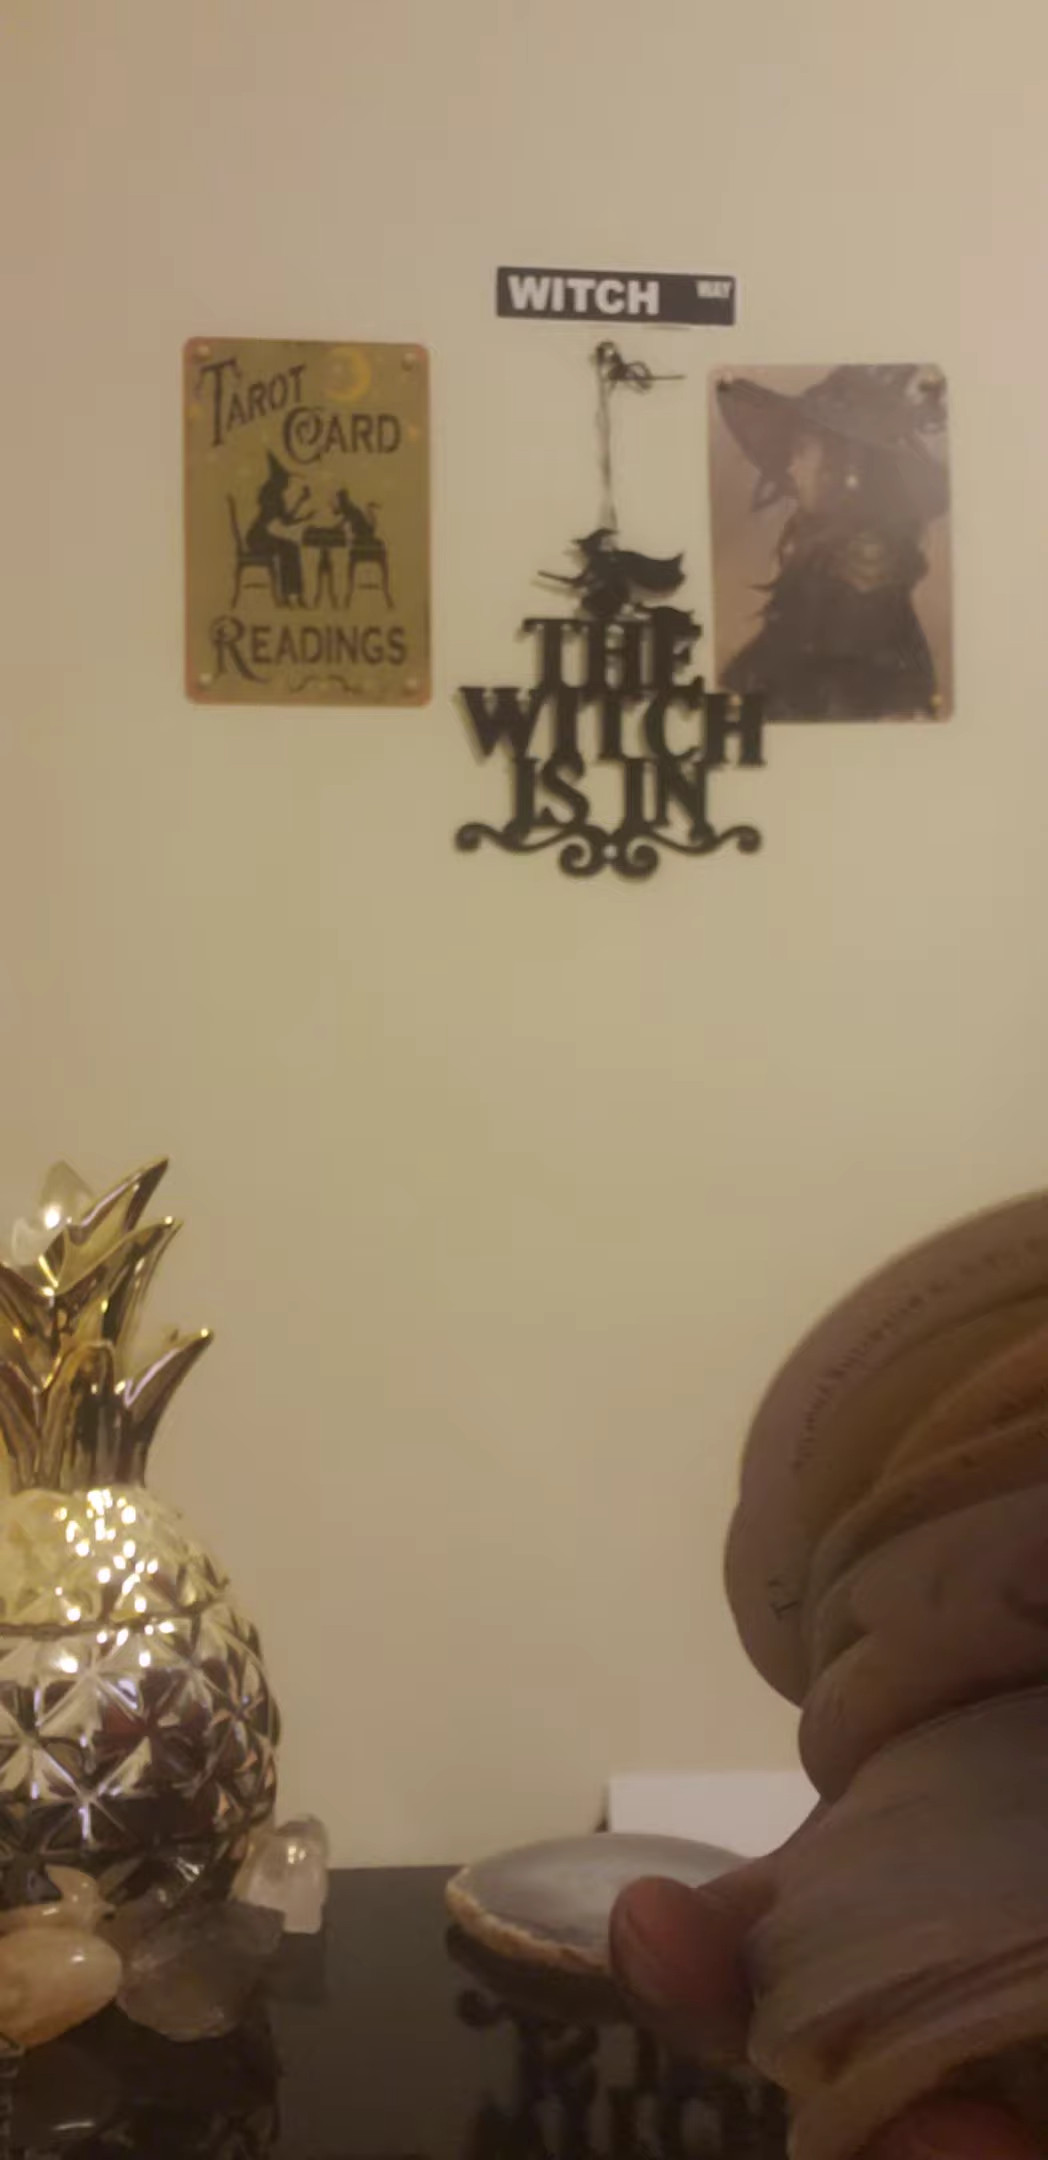 WITCH WAY
TAROT
CARD
READINGS
THE
WITCH
IS IN